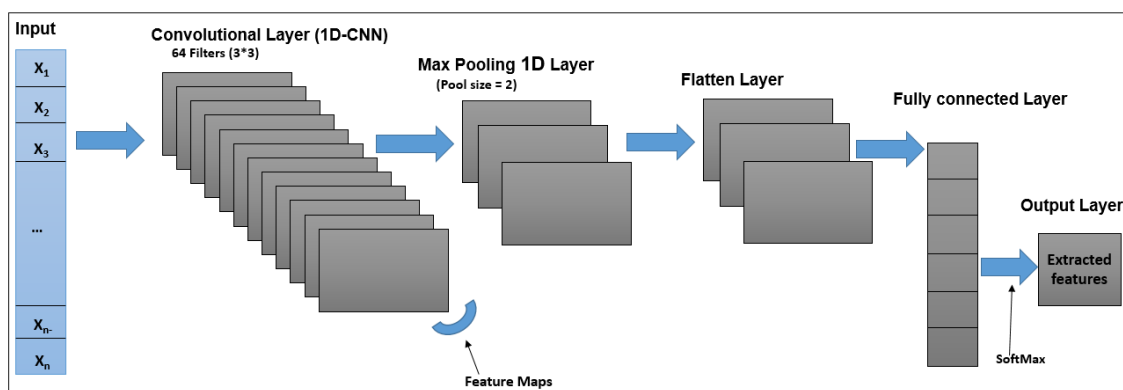 Input
X1
X2
X3
...
Xn-
Xn
Convolutional Layer (1D-CNN)
64 Filters (3*3)
Feature Maps
Max Pooling 1D Layer
(Pool size = 2)
Flatten Layer
Fully connected Layer
SoftMax
Output Layer
Extracted
features